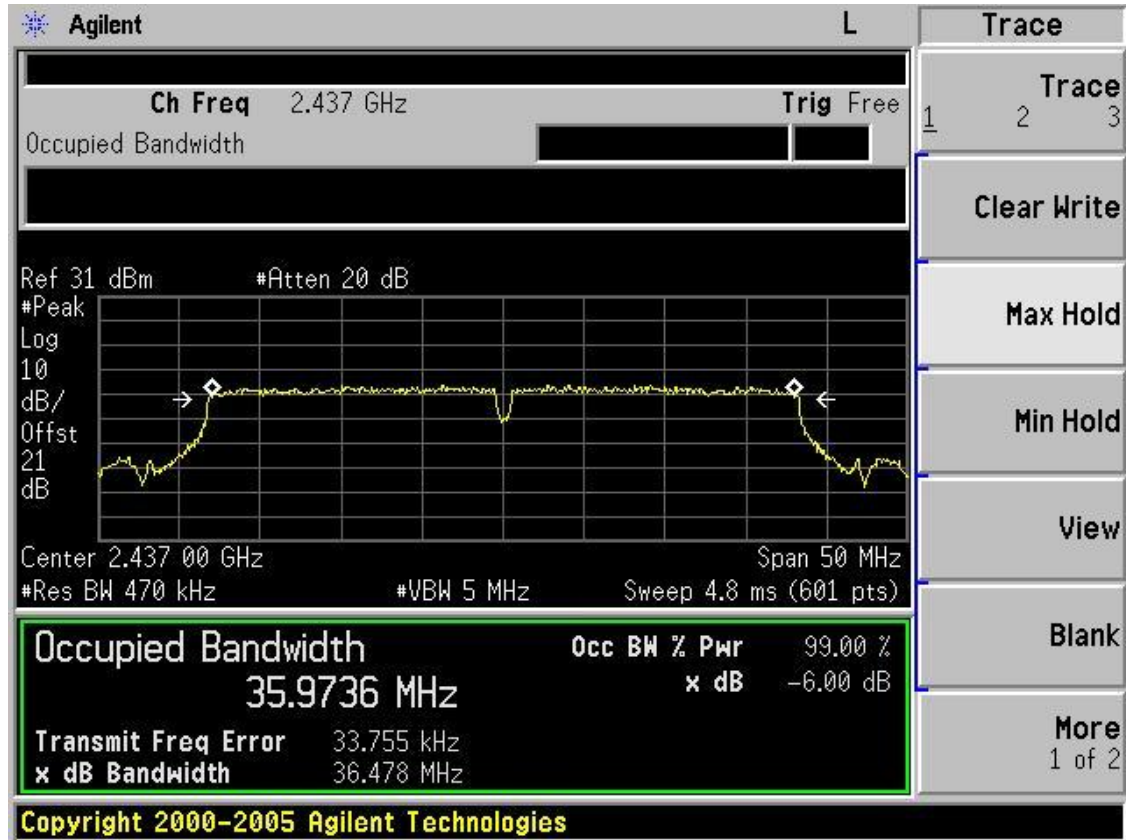 Agilent
L
Trace
Ch Freq 2.437 GHz
Trig Free
Occupied Bandwidth
Trace
1 2 3
Clear Write
Max Hold
Min Hold
View
Blank
More
1 of 2
Ref 31 dBm #Atten 20 dB
#Peak
Log
10
dB/
Offst
21
dB
Center 2.437 00 GHz Span 50 MHz
#Res BW 470 kHz #VBW 5 MHz Sweep 4.8 ms (601 pts)
Occupied Bandwidth
35.9736 MHz
Occ BW % Pwr 99.00 %
x dB -6.00 dB
Transmit Freq Error 33.755 kHz
x dB Bandwidth 36.478 MHz
Copyright 2000-2005 Agilent Technologies